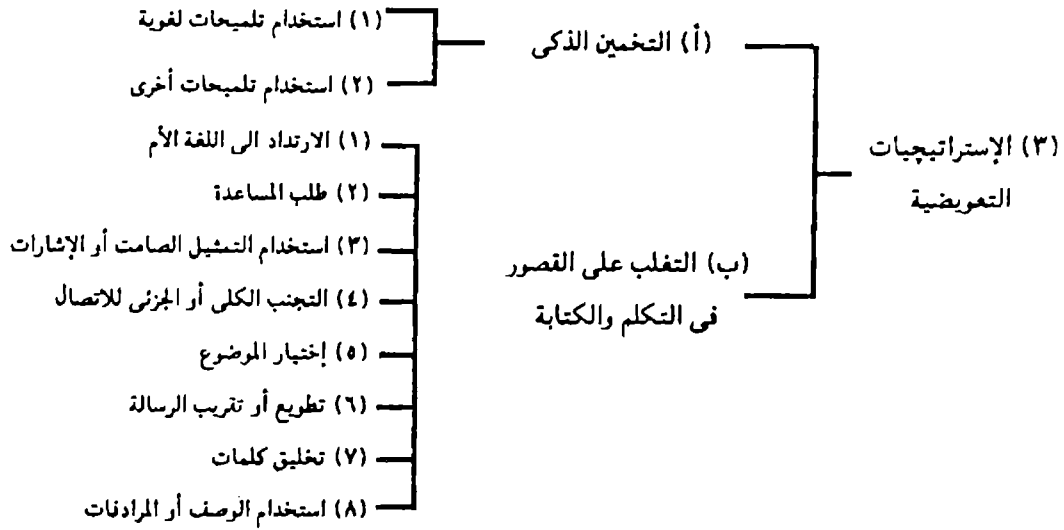 (٣) الإستراتيچيات
التعويضية
(أ) التخمين الذكى
(١) استخدام تلميحات لغوية
(٢) استخدام تلميحات أخرى
(ب) التغلب على القصور
فى التكلم والكتابة
(١) الارتداد الى اللغة الأم
(٢) طلب المساعدة
(٣) استخدام التمثيل الصامت أو الإشارات
(٤) التجنب الكلى أو الجزئى للاتصال
(٥) إختيار الموضوع
(٦) تطويع أو تقريب الرسالة
(٧) تخليق كلمات
(٨) استخدام الوصف أو المرادفات